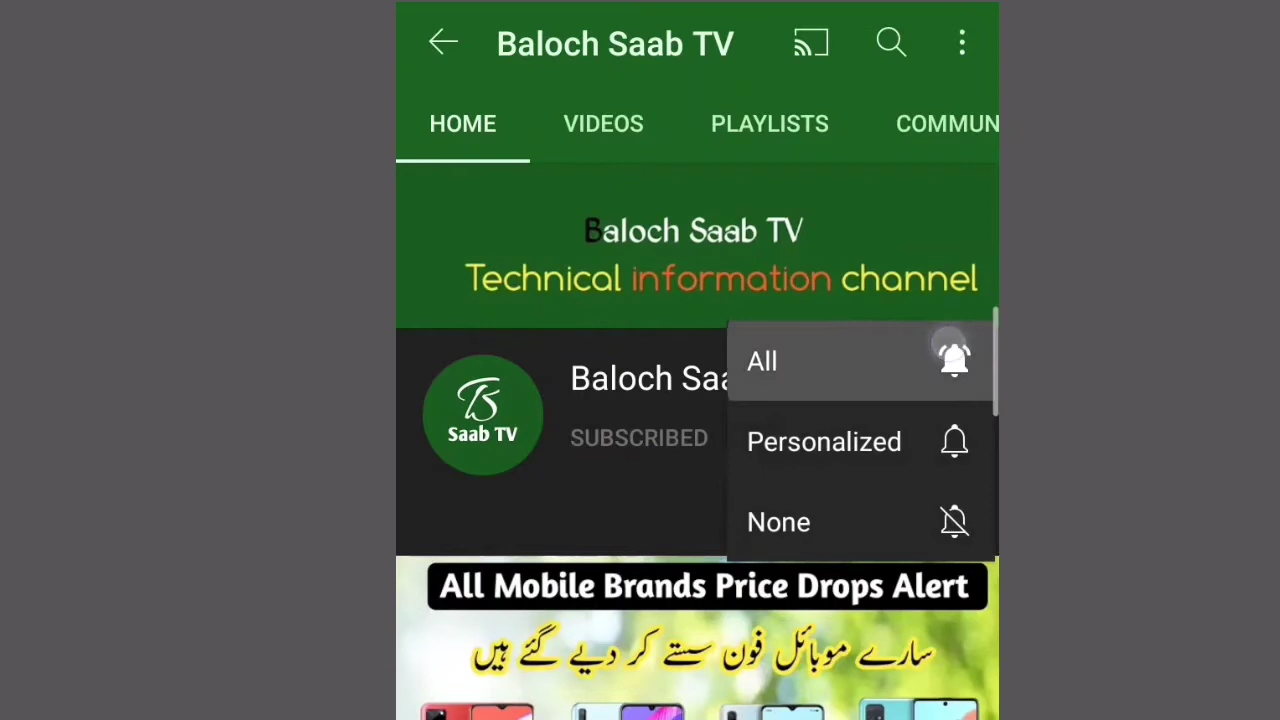 Baloch Saab TV
HOME VIDEOS PLAYLISTS COMMUN
Baloch Saab TV
Technical information channel
Baloch Saa
SUBSCRIBED
B
Saab TV
All
Personalized
None
All Mobile Brands Price Drops Alert
سارے موبائل فون سستے کر دیے گئے ہیں